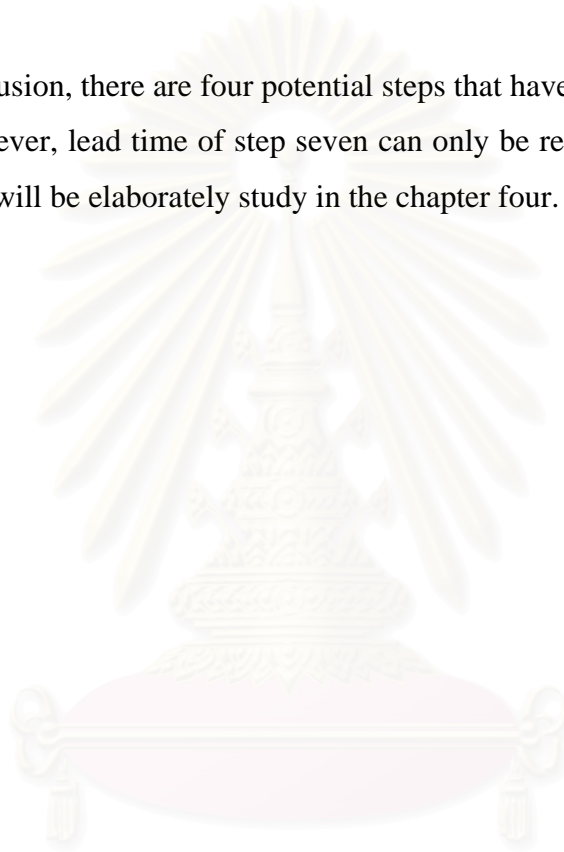 usion, there are four potential steps that have
ever, lead time of step seven can only be re
will be elaborately study in the chapter four.